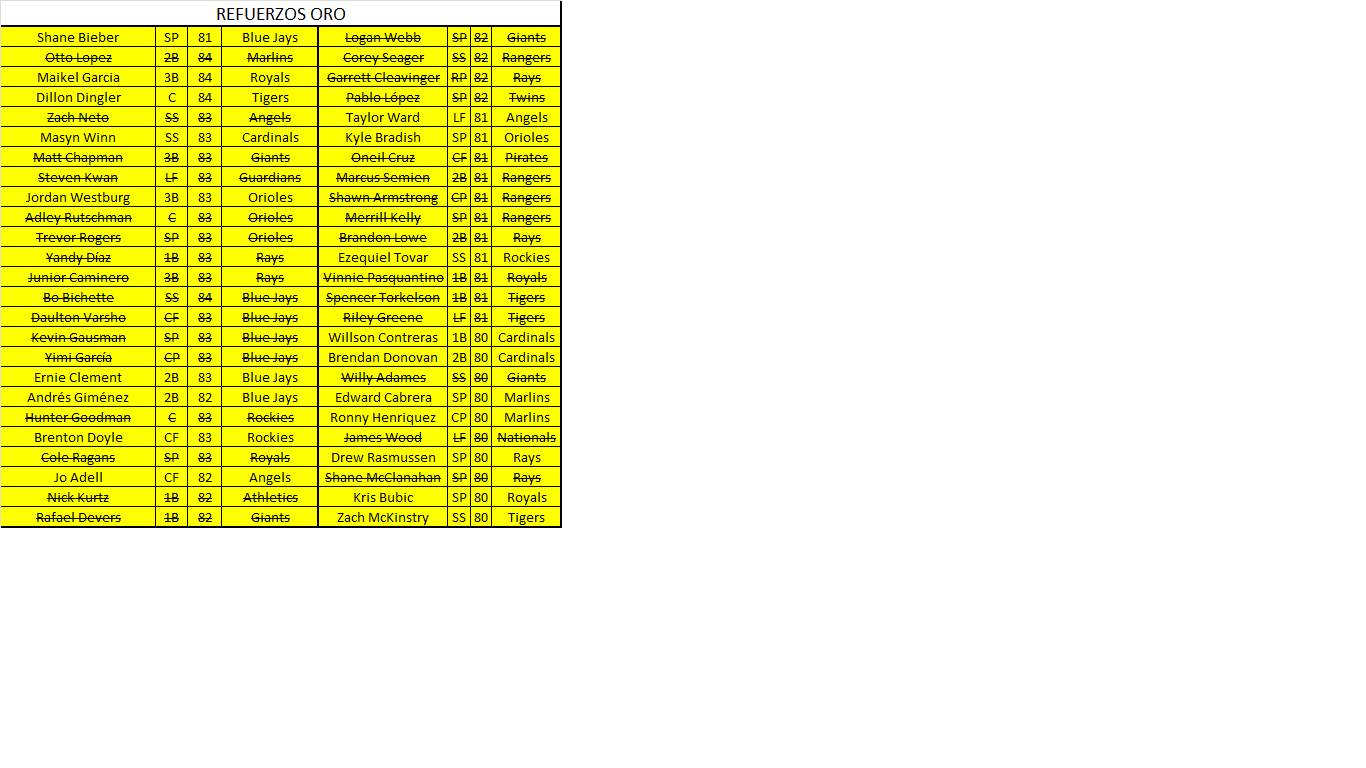 REFUERZOS ORO
Shane Bieber SP 81 Blue Jays Logan Webb SP 82 Giants
Otto Lopez 2B 84 Marlins Corey Seager SS 82 Rangers
Maikel Garcia 3B 84 Royals Garrett Cleavinger RP 82 Rays
Dillon Dingler C 84 Tigers Pablo López SP 82 Twins
Zach Neto SS 83 Angels Taylor Ward LF 81 Angels
Masyn Winn SS 83 Cardinals Kyle Bradish SP 81 Orioles
Matt Chapman 3B 83 Giants Oneil Cruz CF 81 Pirates
Steven Kwan LF 83 Guardians Marcus Semien 2B 81 Rangers
Jordan Westburg 3B 83 Orioles Shawn Armstrong CP 81 Rangers
Adley Rutschman C 83 Orioles Merrill Kelly SP 81 Rangers
Trevor Rogers SP 83 Orioles Brandon Lowe 2B 81 Rays
Yandy Díaz 1B 83 Rays Ezequiel Tovar SS 81 Rockies
Junior Caminero 3B 83 Rays Vinnie Pasquantino 1B 81 Royals
Bo Bichette SS 84 Blue Jays Spencer Torkelson 1B 81 Tigers
Daulton Varsho CF 83 Blue Jays Riley Greene LF 81 Tigers
Kevin Gausman SP 83 Blue Jays Willson Contreras 1B 80 Cardinals
Yimi García CP 83 Blue Jays Brendan Donovan 2B 80 Cardinals
Ernie Clement 2B 83 Blue Jays Willy Adames SS 80 Giants
Andrés Giménez 2B 82 Blue Jays Edward Cabrera SP 80 Marlins
Hunter Goodman C 83 Rockies Ronny Henriquez CP 80 Marlins
Brenton Doyle CF 83 Rockies James Wood LF 80 Nationals
Cole Ragans SP 83 Royals Drew Rasmussen SP 80 Rays
Jo Adell CF 82 Angels Shane McClanahan SP 80 Rays
Nick Kurtz 1B 82 Athletics Kris Bubic SP 80 Royals
Rafael Devers 1B 82 Giants Zach McKinstry SS 80 Tigers